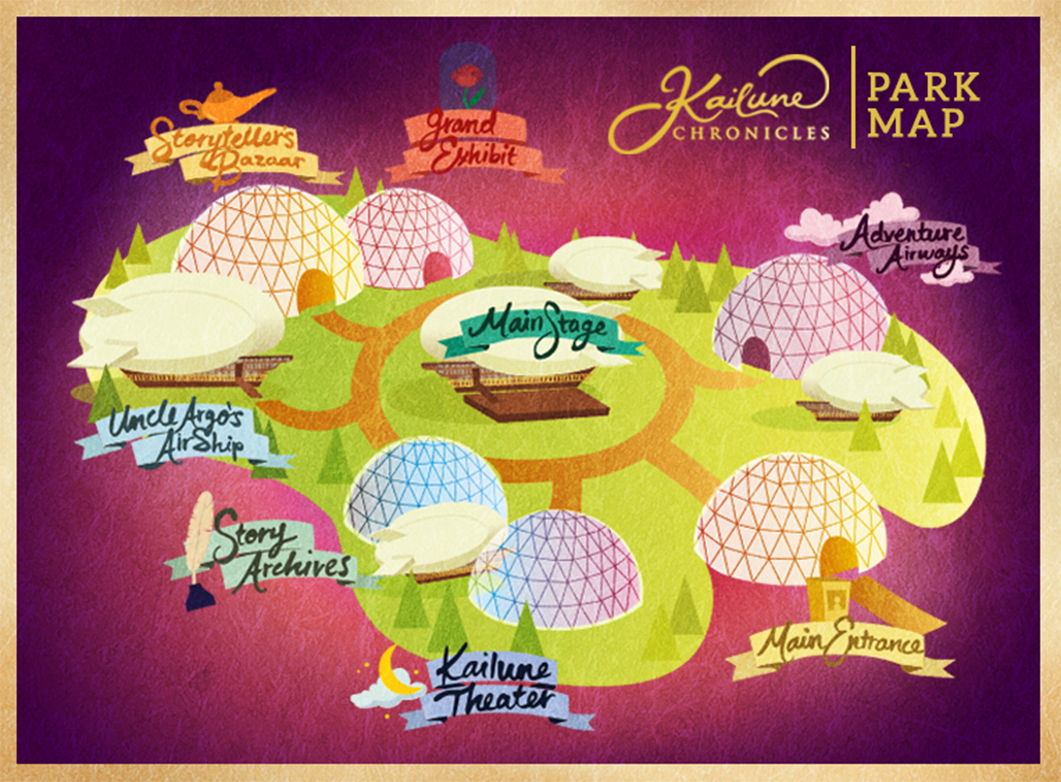 Kailune
CHRONICLES
PARK
MAP
Storyteller's
Bazaar
Grand
Exhibit
Adventure
Airways
Main Stage
Uncle Argo's
AirShip
Story
Archives
Main Entrance
Kailune
Theater